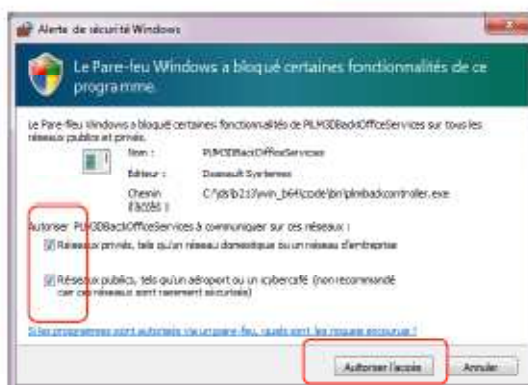 Alerte de sécurité Windows
Le Pare-feu Windows a bloqué certaines fonctionnalités de ce
programme.
Le Pare-feu Windows a bloqué certaines fonctionnalités de PLM3DBackOfficeServices sur tous les
réseaux publics et privés.
Nom : PLM3DBackOfficeServices
Éditeur : Dassault Systemes
Chemin C:\ds\b213\win_b64\code\bin\plmbackcontroller.exe
d'accès :
Autoriser PLM3DBackOfficeServices à communiquer sur ces réseaux :
Réseaux privés, tels qu'un réseau domestique ou un réseau d'entreprise
Réseaux publics, tels qu'un aéroport ou un cybercafé (non recommandé
car ces réseaux sont rarement sécurisés)
Si les programmes sont autorisés via un pare-feu, quels sont les risques encourus ?
Autoriser l'accès Annuler